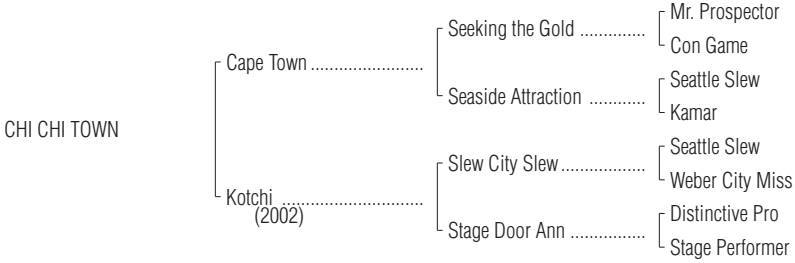 Mr. Prospector
Seeking the Gold ..............
Con Game
Cape Town ........................
Seattle Slew
Seaside Attraction ............
Kamar
CHI CHI TOWN
Seattle Slew
Slew City Slew ..................
Weber City Miss
Kotchi ..............................
(2002)
Distinctive Pro
Stage Door Ann ................
Stage Performer